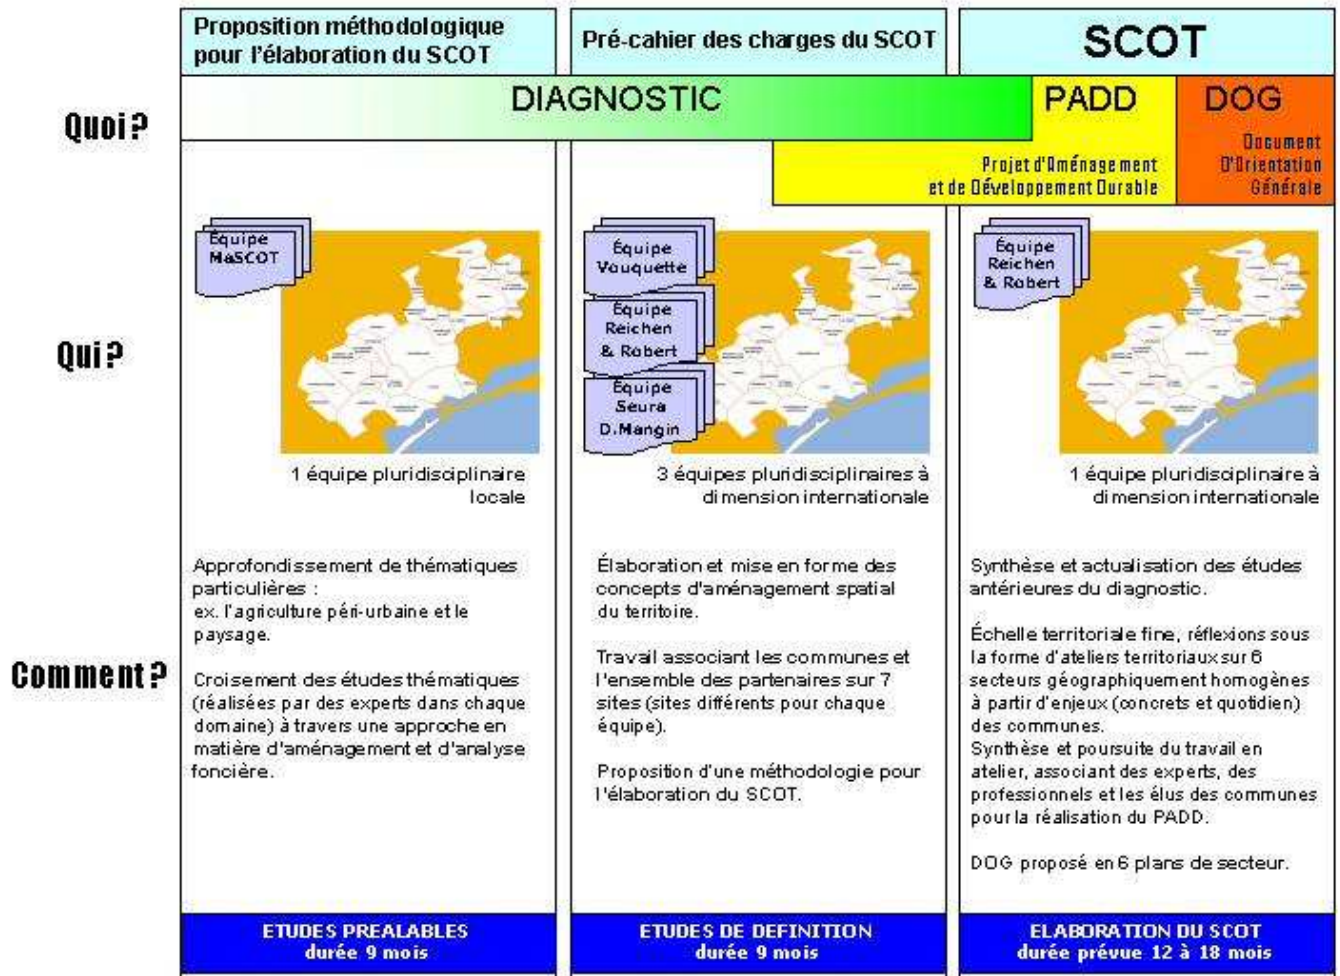 Proposition méthodologique
pour l'élaboration du SCOT
Pré-cahier des charges du SCOT
SCOT
Quoi ?
DIAGNOSTIC
PADD
DOG
Projet d'Aménagement
et de Développement Durable
Document
D'Orientation
Générale
Qui ?
Équipe
MaSCOT
1 équipe pluridisciplinaire
locale
Équipe
Vouquette
Équipe
Reichen
& Robert
Équipe
Seura
D.Mangin
3 équipes pluridisciplinaires à
dimension internationale
Équipe
Reichen
& Robert
1 équipe pluridisciplinaire à
dimension internationale
Comment ?
Approfondissement de thématiques
particulières :
ex. l'agriculture péri-urbaine et le
paysage.
Croisement des études thématiques
(réalisées par des experts dans chaque
domaine) à travers une approche en
matière d'aménagement et d'analyse
foncière.
Élaboration et mise en forme des
concepts d'aménagement spatial
du territoire.
Travail associant les communes et
l'ensemble des partenaires sur 7
sites (sites différents pour chaque
équipe).
Proposition d'une méthodologie pour
l'élaboration du SCOT.
Synthèse et actualisation des études
antérieures du diagnostic.
Échelle territoriale fine, réflexions sous
la forme d'ateliers territoriaux sur 6
secteurs géographiquement homogènes
à partir d'enjeux (concrets et quotidien)
des communes.
Synthèse et poursuite du travail en
atelier, associant des experts, des
professionnels et les élus des communes
pour la réalisation du PADD.
DOG proposé en 6 plans de secteur.
ETUDES PREALABLES
durée 9 mois
ETUDES DE DEFINITION
durée 9 mois
ELABORATION DU SCOT
durée prévue 12 à 18 mois